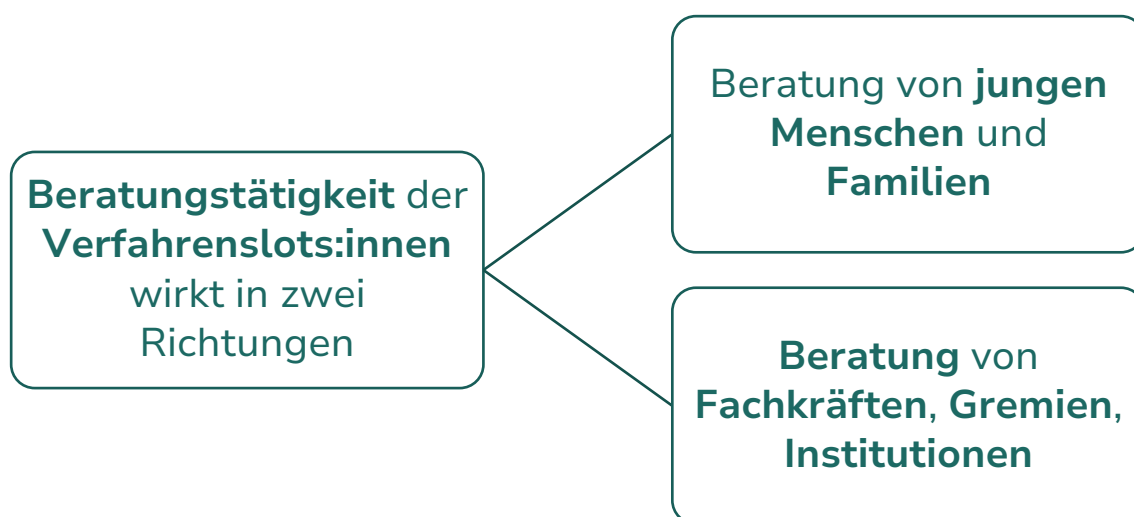 Beratungstätigkeit der
Verfahrenslots:innen
wirkt in zwei
Richtungen
Beratung von jungen
Menschen und
Familien
Beratung von
Fachkräften, Gremien,
Institutionen